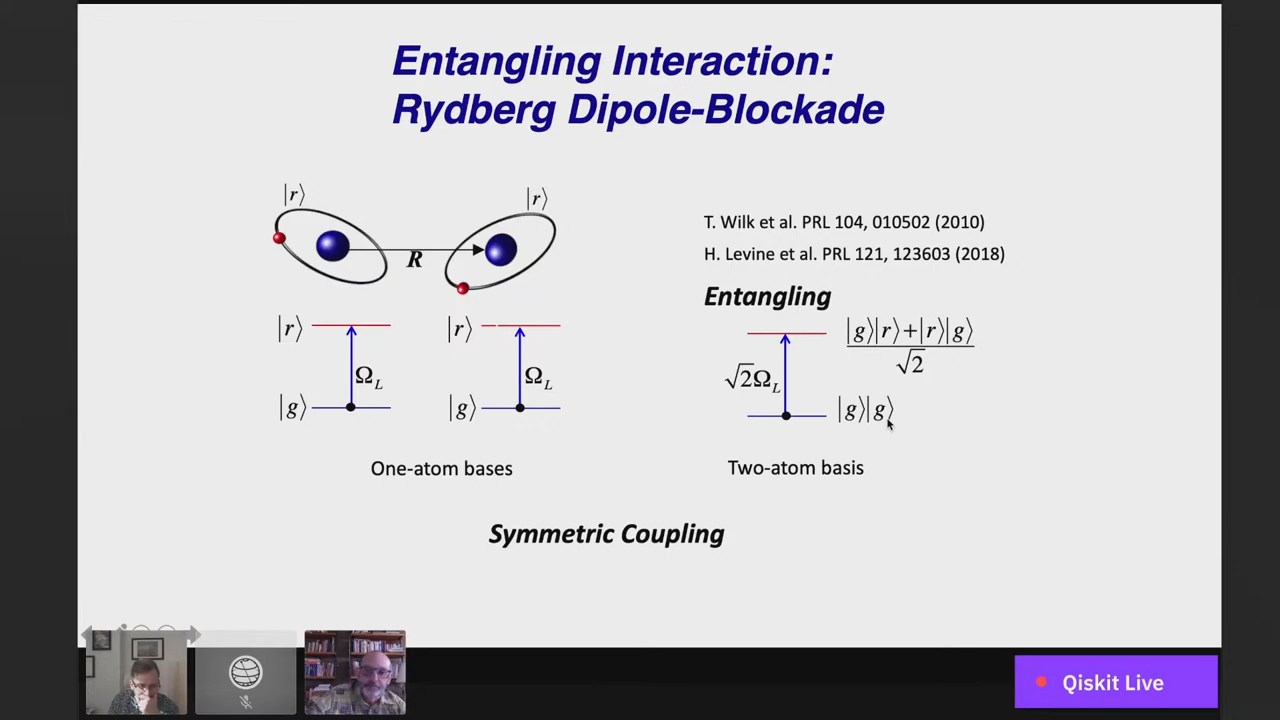 Entangling Interaction:
Rydberg Dipole-Blockade
|r⟩
|r⟩
R
T. Wilk et al. PRL 104, 010502 (2010)
H. Levine et al. PRL 121, 123603 (2018)
Entangling
|r⟩
Ω_L
|g⟩
|r⟩
Ω_L
|g⟩
√2Ω_L
|g⟩|r⟩+|r⟩|g⟩
√2
|g⟩|g⟩
One-atom bases
Two-atom basis
Symmetric Coupling
Qiskit Live